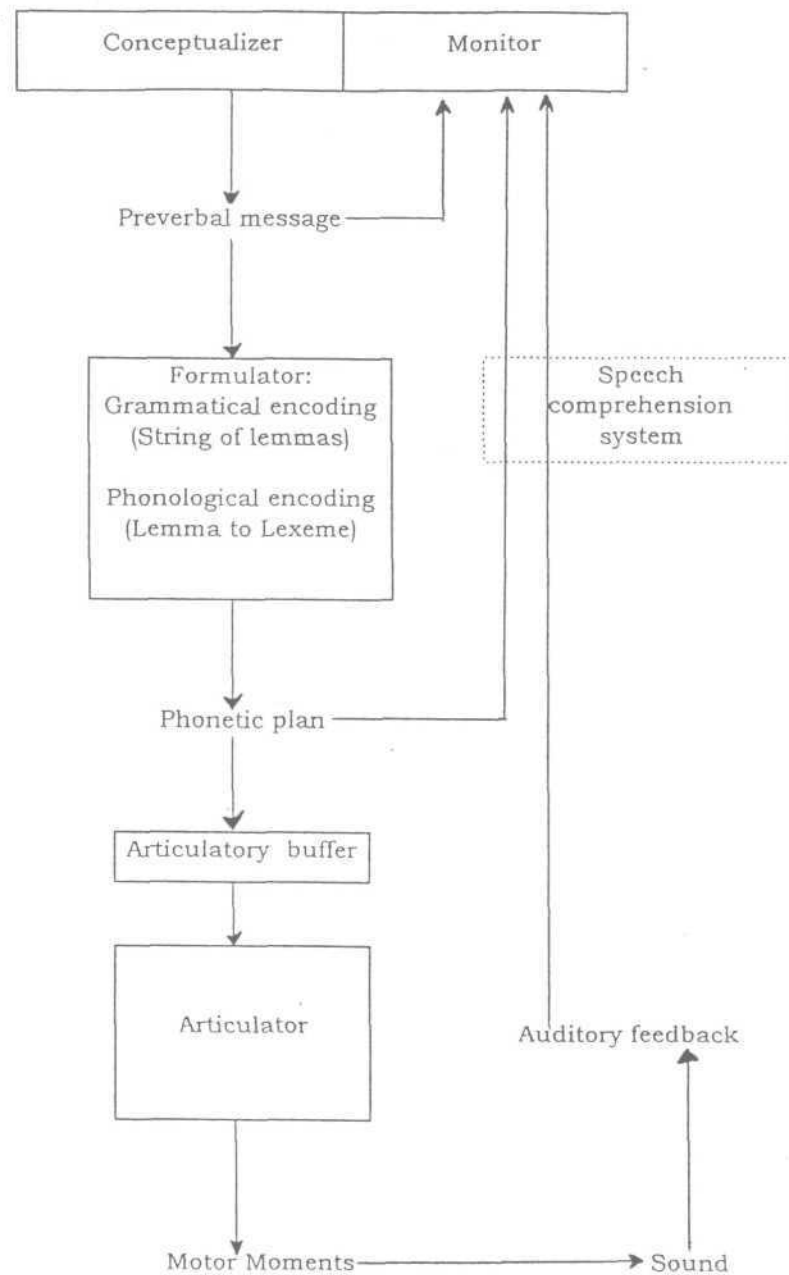 Conceptualizer
Monitor
Preverbal message
Formulator:
Grammatical encoding
(String of lemmas)
Phonological encoding
(Lemma to Lexeme)
Speech
comprehension
system
Phonetic plan
Articulatory buffer
Articulator
Auditory feedback
Motor Moments
Sound